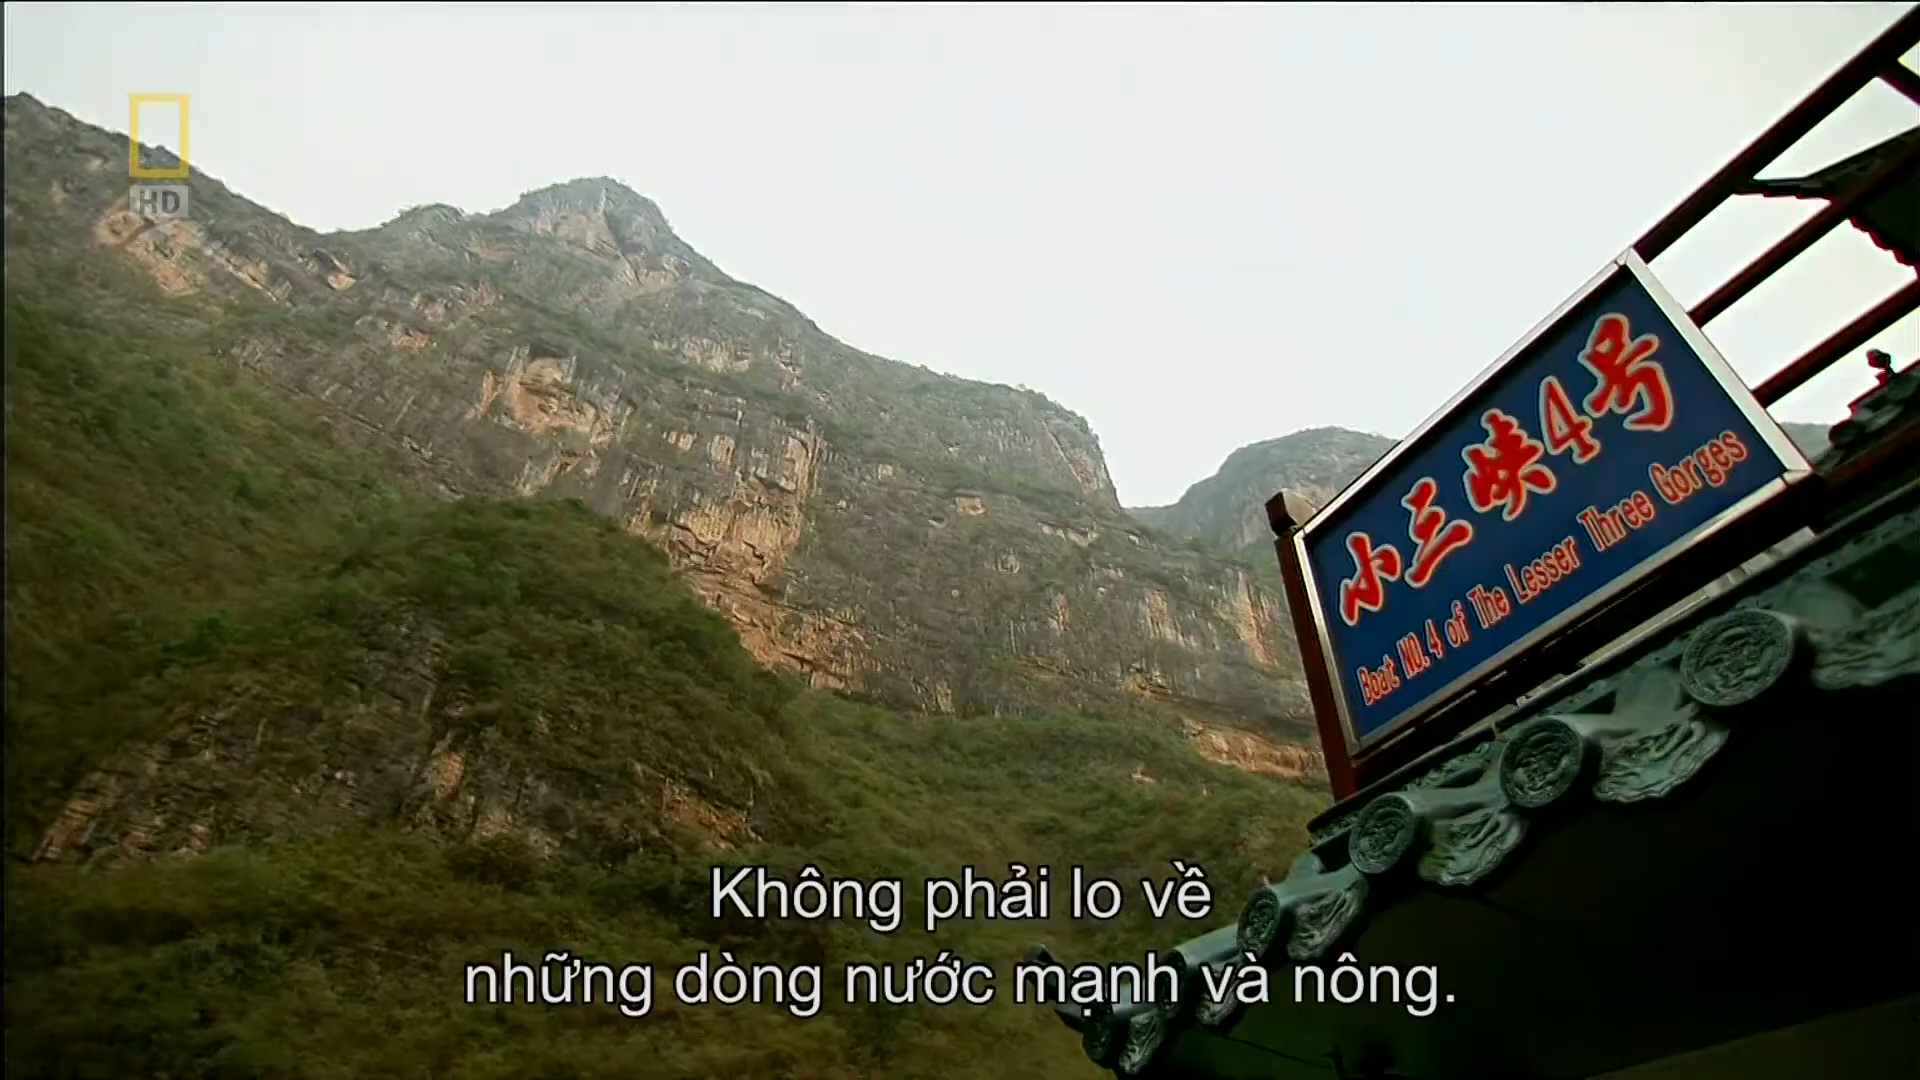 HD
小三峡4号
Boat NO.4 of The Lesser Three Gorges
Không phải lo về
những dòng nước mạnh và nông.